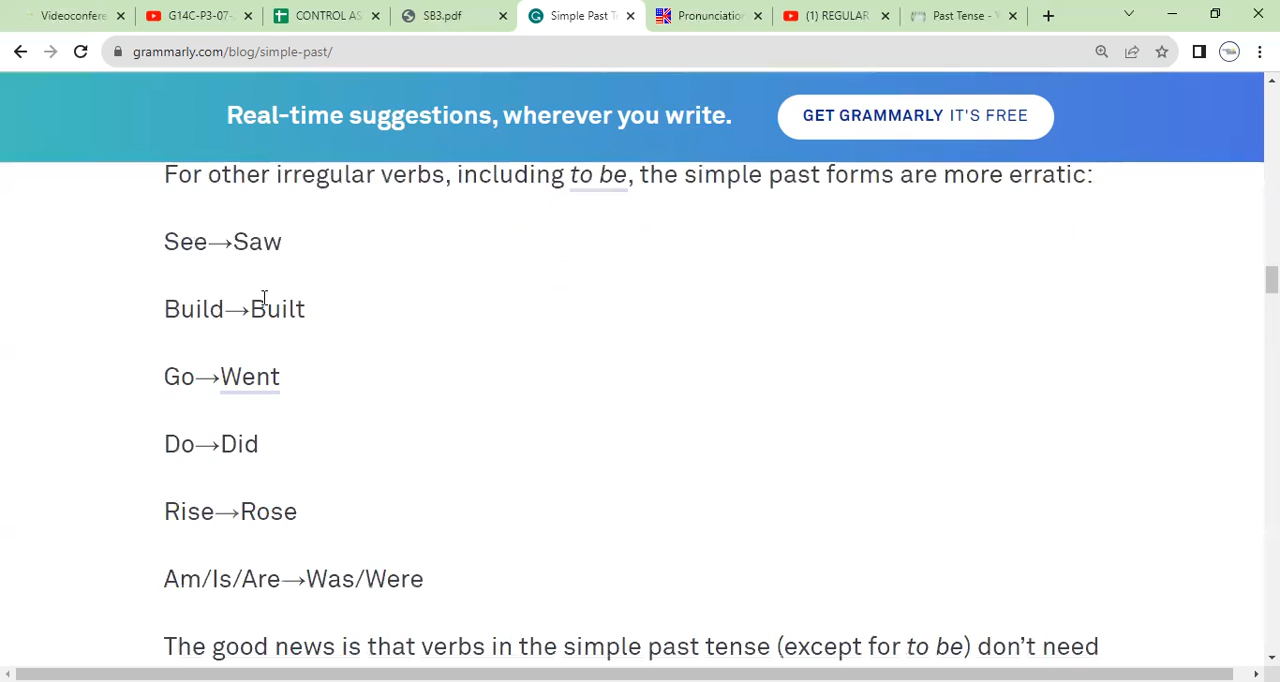 Videoconfere
G14C-P3-07-
CONTROL AS
SB3.pdf
Simple Past T
Pronunciation
(1) REGULAR
Past Tense -
grammarly.com/blog/simple-past/
Real-time suggestions, wherever you write.
GET GRAMMARLY IT'S FREE
For other irregular verbs, including to be, the simple past forms are more erratic:
See→Saw
Build→Built
Go→Went
Do→Did
Rise→Rose
Am/Is/Are→Was/Were
The good news is that verbs in the simple past tense (except for to be) don't need